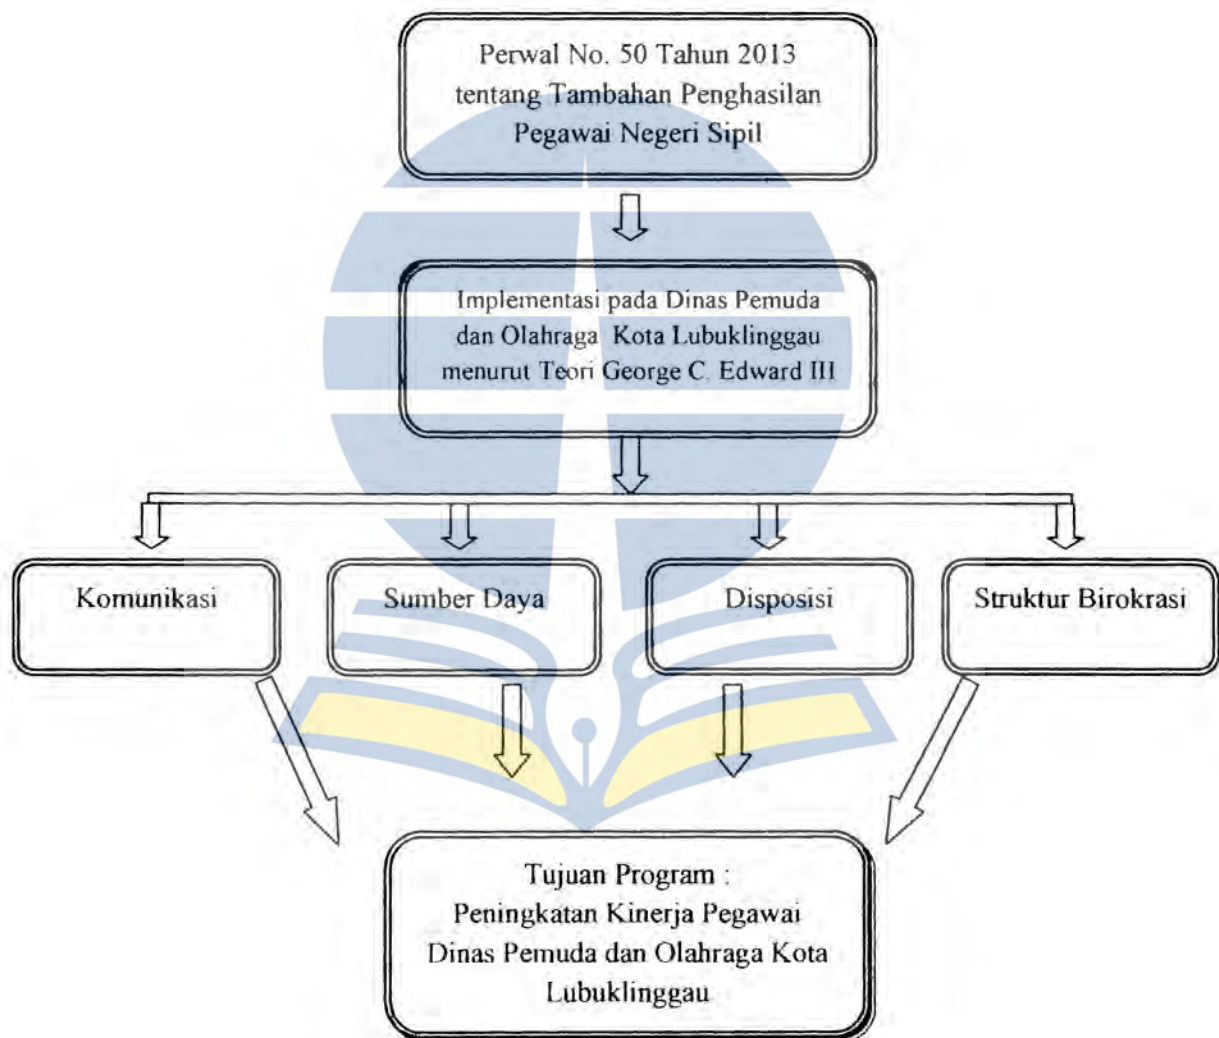 Perwal No. 50 Tahun 2013
tentang Tambahan Penghasilan
Pegawai Negeri Sipil
Implementasi pada Dinas Pemuda
dan Olahraga Kota Lubuklinggau
menurut Teori George C. Edward III
Komunikasi
Sumber Daya
Disposisi
Struktur Birokrasi
Tujuan Program :
Peningkatan Kinerja Pegawai
Dinas Pemuda dan Olahraga Kota
Lubuklinggau